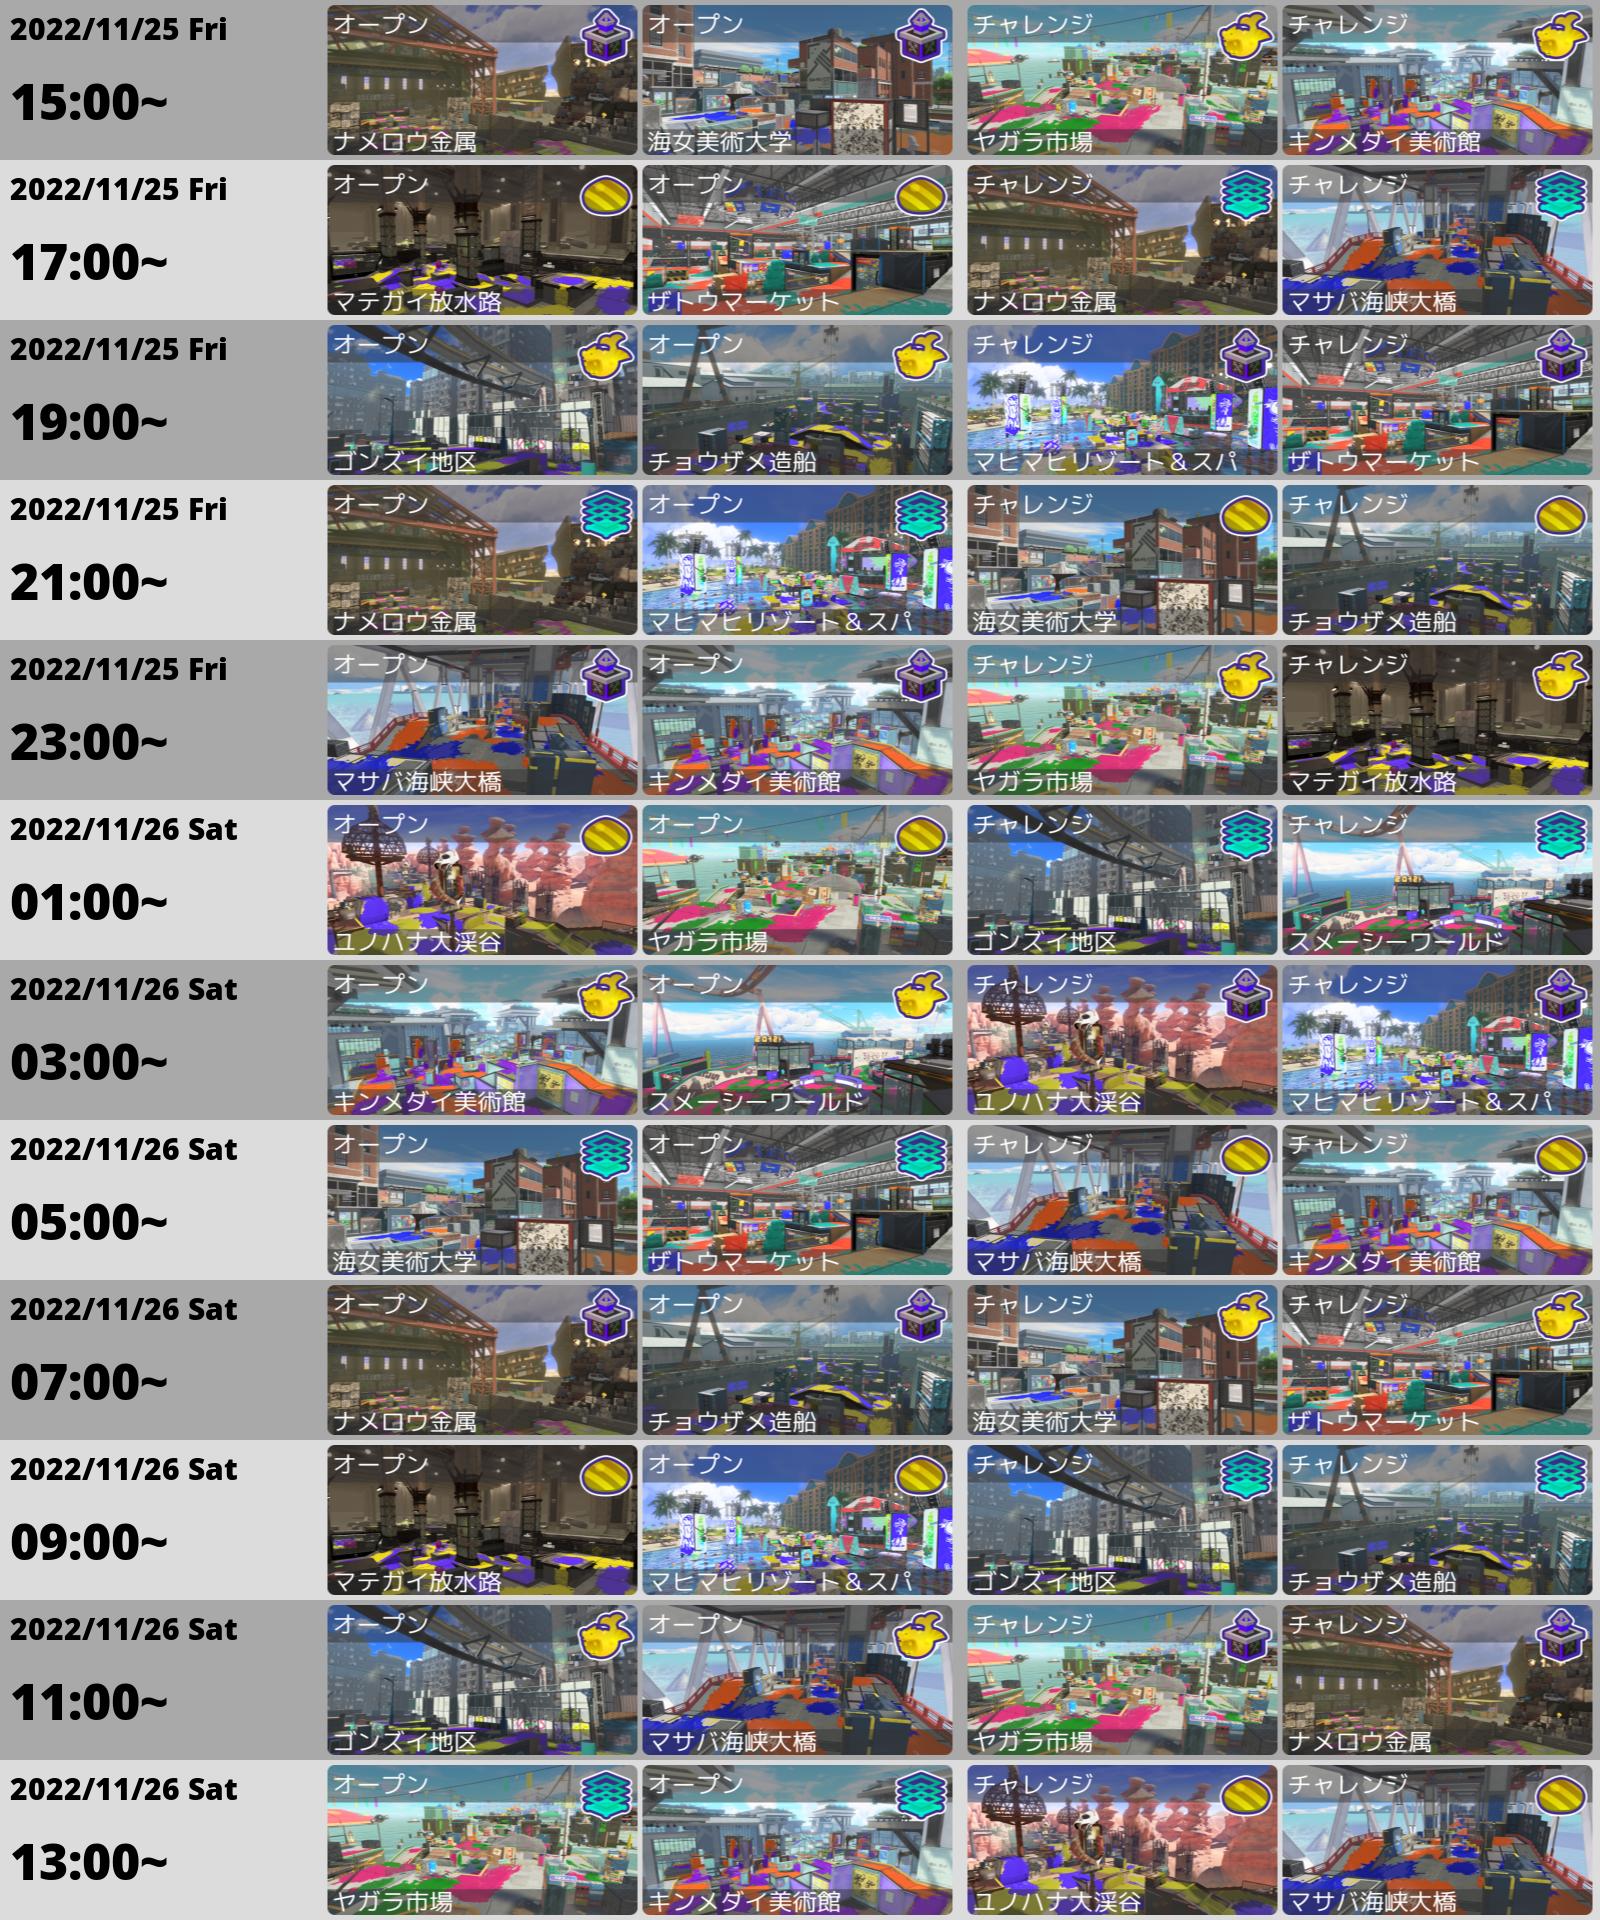 2022/11/25 Fri
15:00~
オープン
ナメロウ金属
オープン
海女美術大学
チャレンジ
ヤガラ市場
チャレンジ
キンメダイ美術館
2022/11/25 Fri
17:00~
オープン
マテガイ放水路
オープン
ザトウマーケット
チャレンジ
ナメロウ金属
チャレンジ
マサバ海峡大橋
2022/11/25 Fri
19:00~
オープン
ゴンズイ地区
オープン
チョウザメ造船
チャレンジ
マヒマヒリゾート＆スパ
チャレンジ
ザトウマーケット
2022/11/25 Fri
21:00~
オープン
ナメロウ金属
オープン
マヒマヒリゾート＆スパ
チャレンジ
海女美術大学
チャレンジ
チョウザメ造船
2022/11/25 Fri
23:00~
オープン
マサバ海峡大橋
オープン
キンメダイ美術館
チャレンジ
ヤガラ市場
チャレンジ
マテガイ放水路
2022/11/26 Sat
01:00~
オープン
ユノハナ大渓谷
オープン
ヤガラ市場
チャレンジ
ゴンズイ地区
チャレンジ
スメーシーワールド
2022/11/26 Sat
03:00~
オープン
キンメダイ美術館
オープン
スメーシーワールド
チャレンジ
ユノハナ大渓谷
チャレンジ
マヒマヒリゾート＆スパ
2022/11/26 Sat
05:00~
オープン
海女美術大学
オープン
ザトウマーケット
チャレンジ
マサバ海峡大橋
チャレンジ
キンメダイ美術館
2022/11/26 Sat
07:00~
オープン
ナメロウ金属
オープン
チョウザメ造船
チャレンジ
海女美術大学
チャレンジ
ザトウマーケット
2022/11/26 Sat
09:00~
オープン
マテガイ放水路
オープン
マヒマヒリゾート＆スパ
チャレンジ
ゴンズイ地区
チャレンジ
チョウザメ造船
2022/11/26 Sat
11:00~
オープン
ゴンズイ地区
オープン
マサバ海峡大橋
チャレンジ
ヤガラ市場
チャレンジ
ナメロウ金属
2022/11/26 Sat
13:00~
オープン
ヤガラ市場
オープン
キンメダイ美術館
チャレンジ
ユノハナ大渓谷
チャレンジ
マサバ海峡大橋